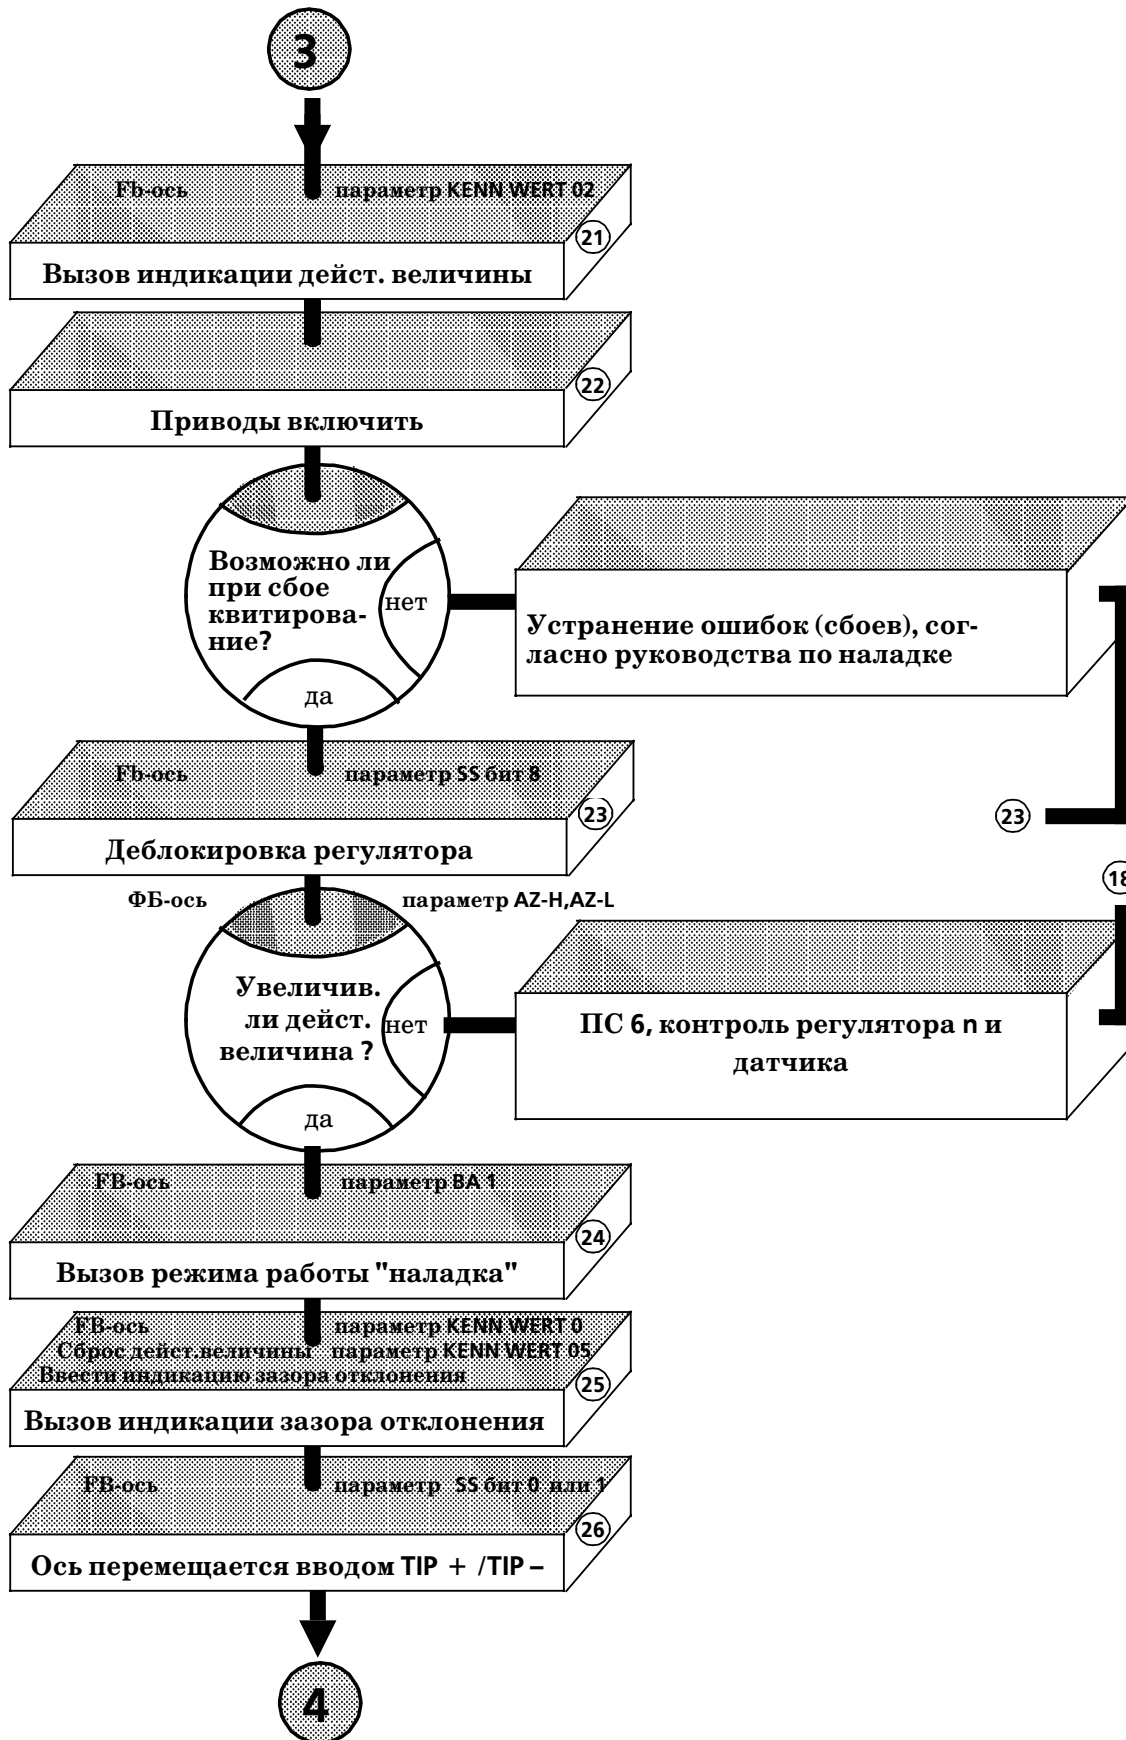 3
Fb-ось параметр KENN WERT 02
21
Вызов индикации дейст. величины
22
Приводы включить
Возможно ли
при сбое
квитирова-
ние?
нет
да
Устранение ошибок (сбоев), сог-
ласно руководства по наладке
Fb-ось параметр SS бит 8
23
Деблокировка регулятора
23
18
ФБ-ось параметр AZ-H,AZ-L
Увеличив.
ли дейст.
величина ?
нет
да
ПС 6, контроль регулятора n и
датчика
FB-ось параметр BA 1
24
Вызов режима работы "наладка"
FB-ось параметр KENN WERT 0
Сброс дейст.величины параметр KENN WERT 05
Ввести индикацию зазора отклонения
25
Вызов индикации зазора отклонения
FB-ось параметр SS бит 0 или 1
26
Ось перемещается вводом TIP + /TIP –
4